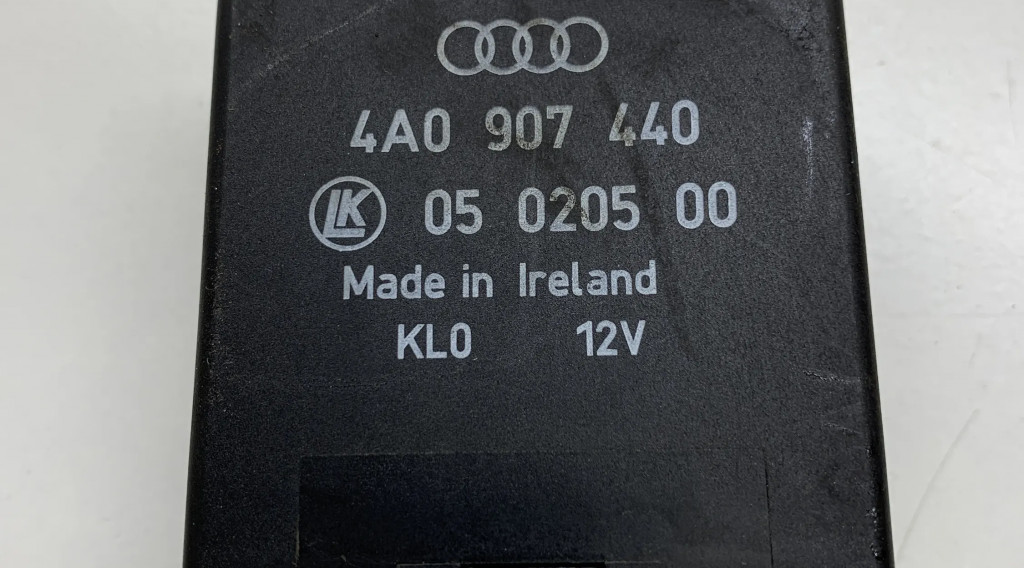 4A0 907 440
LK 05 0205 00
Made in Ireland
KL0 12V